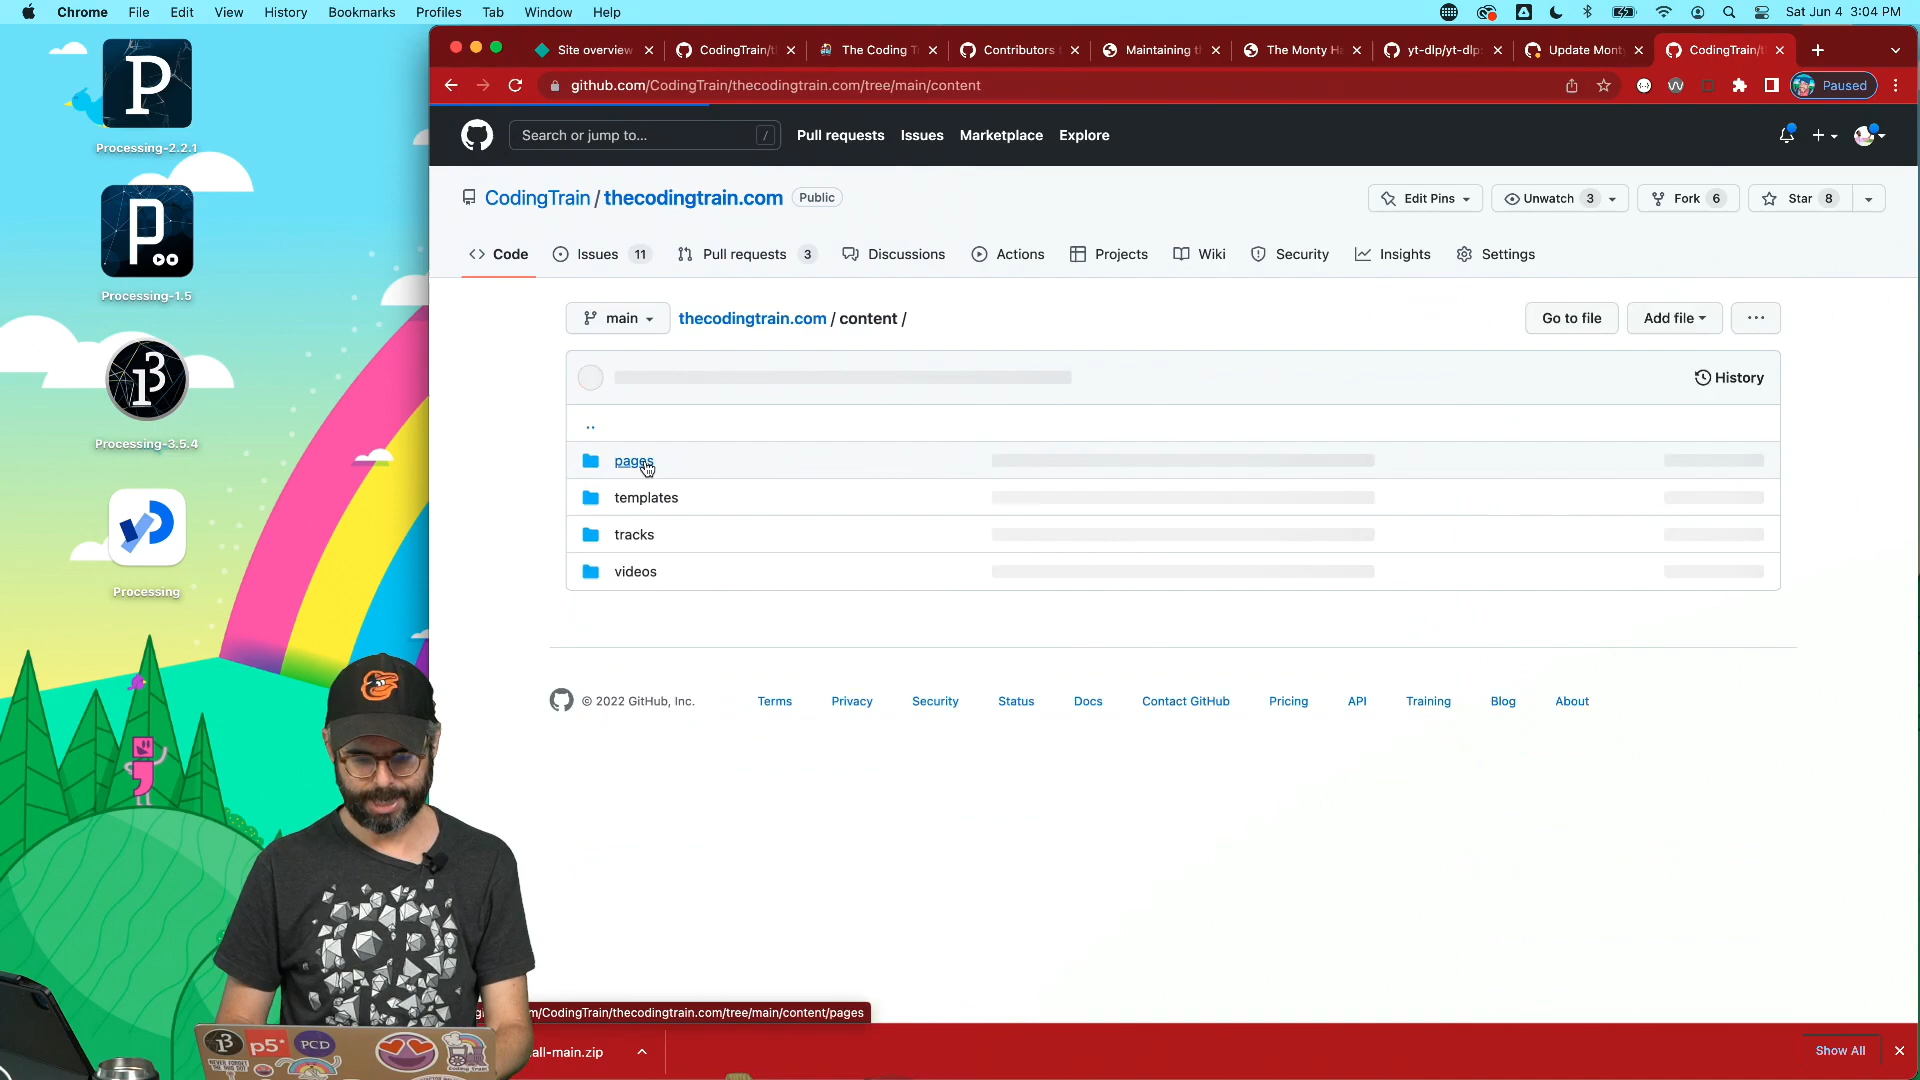 Chrome File Edit View History Bookmarks Profiles Tab Window Help Sat Jun 4 3:04 PM
Site overview CodingTrain/t The Coding T Contributors Maintaining t The Monty H yt-dlp/yt-dlp Update Mont CodingTrain/t
github.com/CodingTrain/thecodingtrain.com/tree/main/content Paused
Search or jump to... / Pull requests Issues Marketplace Explore
CodingTrain / thecodingtrain.com Public Edit Pins Unwatch 3 Fork 6 Star 8
Code Issues 11 Pull requests 3 Discussions Actions Projects Wiki Security Insights Settings
main thecodingtrain.com / content / Go to file Add file ...
History
..
pages
templates
tracks
videos
© 2022 GitHub, Inc. Terms Privacy Security Status Docs Contact GitHub Pricing API Training Blog About
m/CodingTrain/thecodingtrain.com/tree/main/content/pages
all-main.zip Show All
P
Processing-2.2.1
P
Processing-1.5
Processing-3.5.4
Processing
p5* PCD
NEVER FORGET
coding train